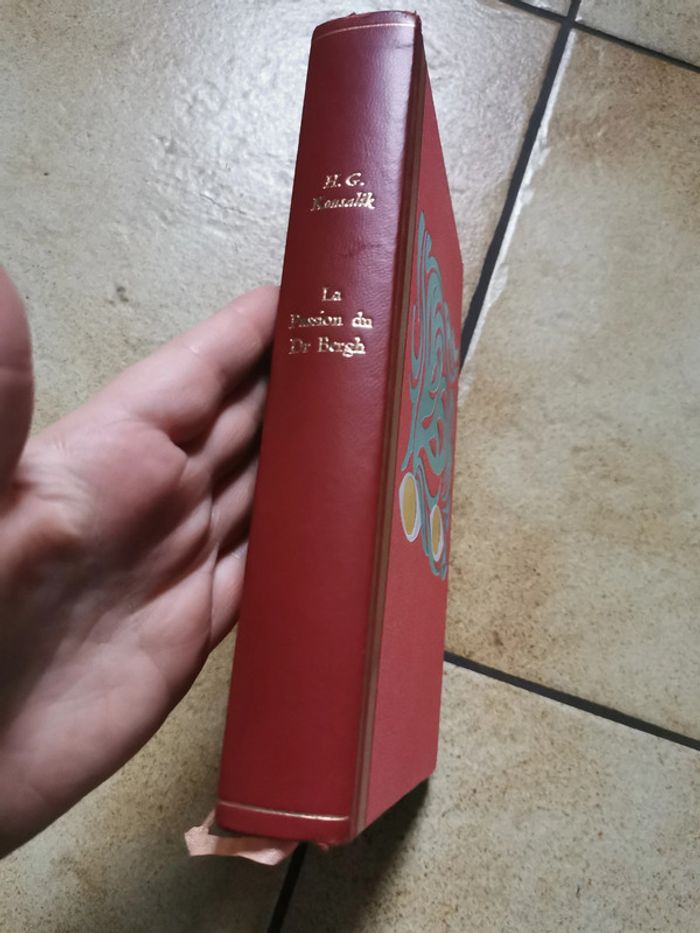 H. G.
Konsalik
La
Passion du
Dr Bergh